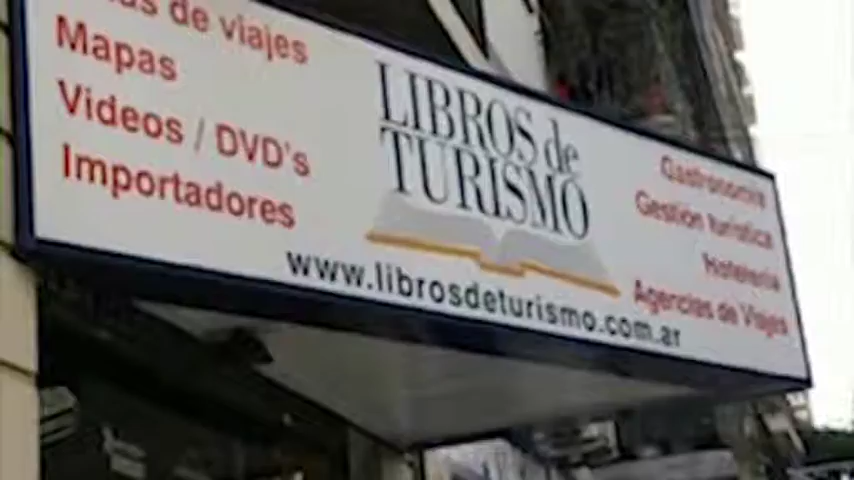 de viajes
Mapas
Videos / DVD's
Importadores
LIBROS de
TURISMO
www.librosdeturismo.com.ar
Gastronomía
Gestión turística
Hotelería
Agencias de Viajes